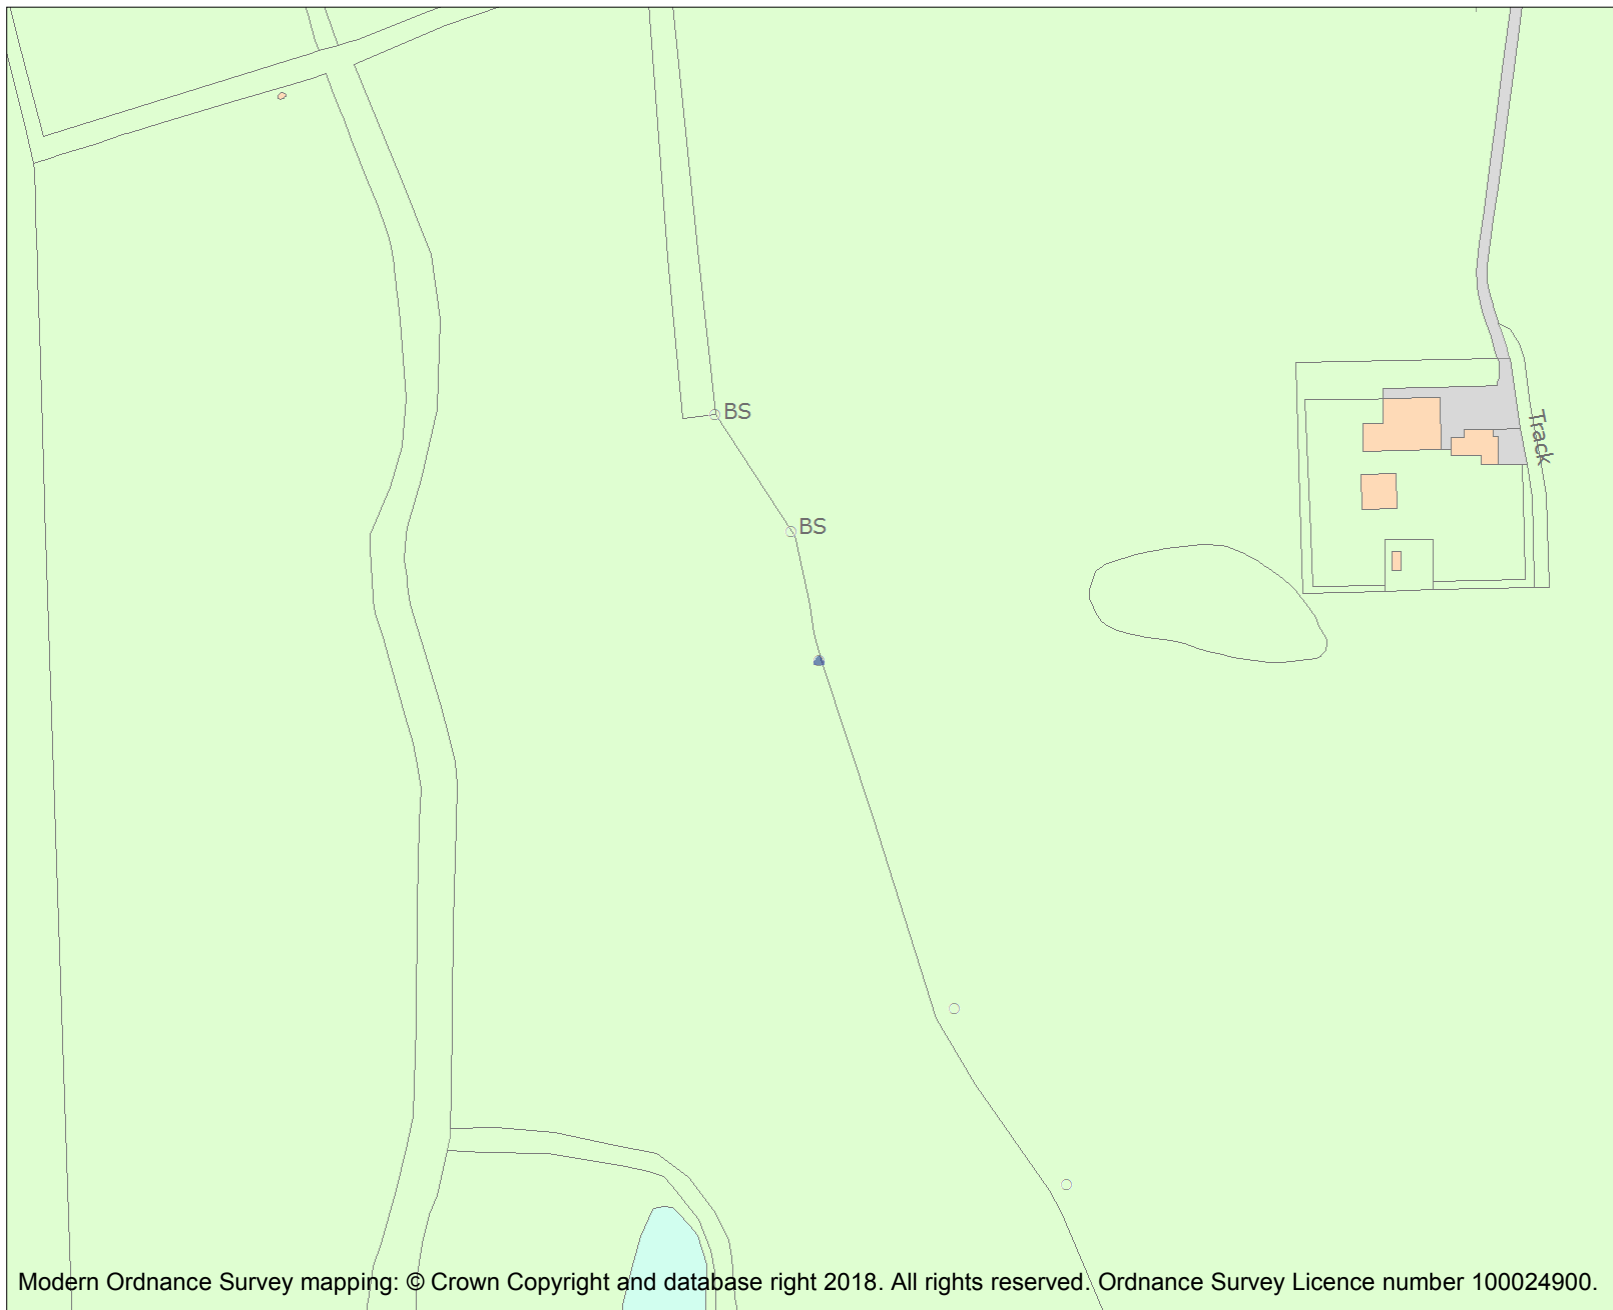 BS
Track
BS
Modern Ordnance Survey mapping: © Crown Copyright and database right 2018. All rights reserved. Ordnance Survey Licence number 100024900.